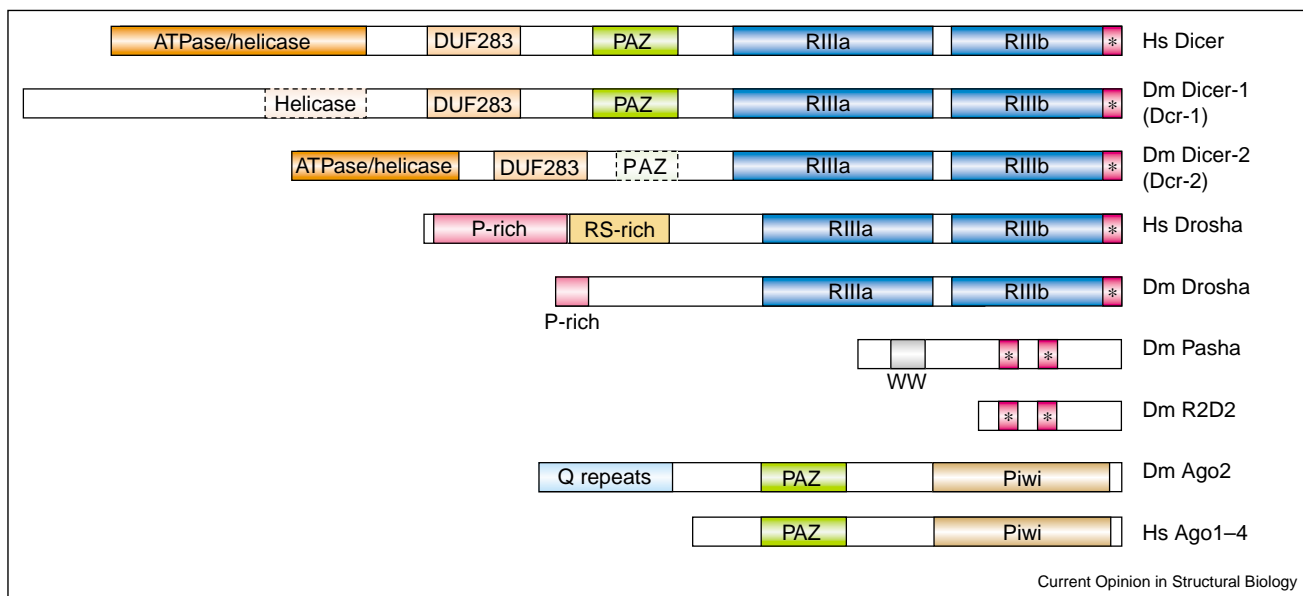 ATPase/helicase DUF283 PAZ RIIIa RIIIb * Hs Dicer
Helicase DUF283 PAZ RIIIa RIIIb * Dm Dicer-1
(Dcr-1)
ATPase/helicase DUF283 PAZ RIIIa RIIIb * Dm Dicer-2
(Dcr-2)
P-rich RS-rich RIIIa RIIIb * Hs Drosha
RIIIa RIIIb * Dm Drosha
P-rich
* * Dm Pasha
WW
* * Dm R2D2
Q repeats PAZ Piwi Dm Ago2
PAZ Piwi Hs Ago1–4
Current Opinion in Structural Biology